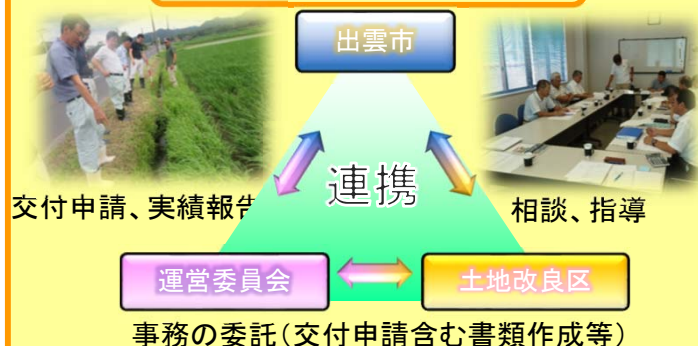 出雲市
連携
交付申請、実績報告
相談、指導
運営委員会
土地改良区
事務の委託(交付申請含む書類作成等)